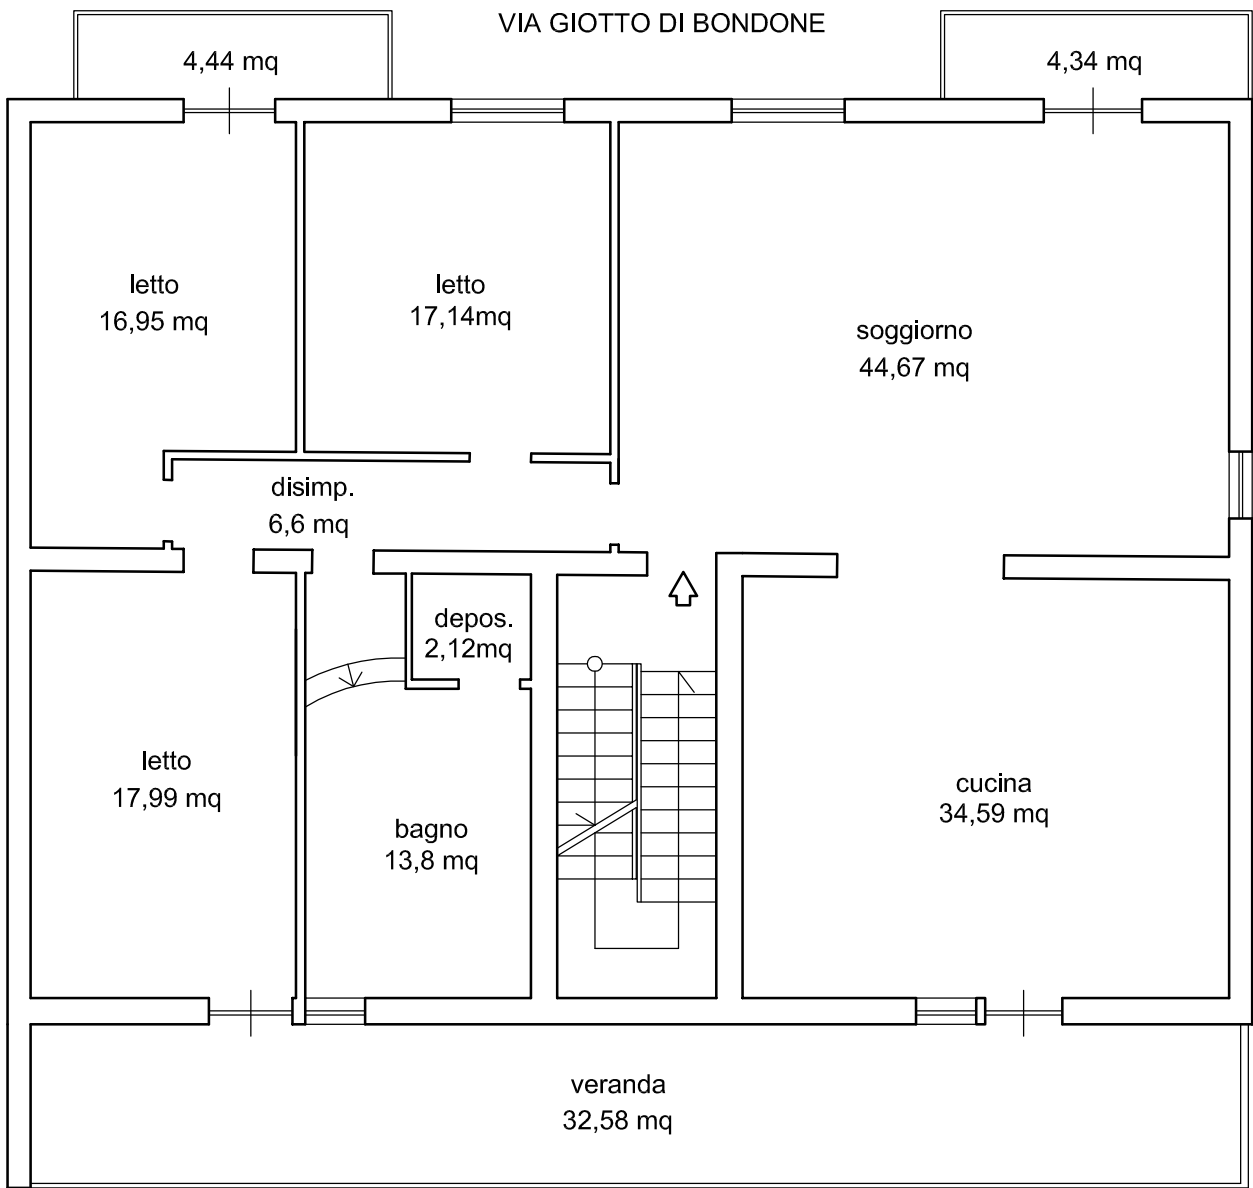 VIA GIOTTO DI BONDONE
4,44 mq
4,34 mq
letto
16,95 mq
letto
17,14mq
soggiorno
44,67 mq
disimp.
6,6 mq
depos.
2,12mq
letto
17,99 mq
bagno
13,8 mq
cucina
34,59 mq
veranda
32,58 mq